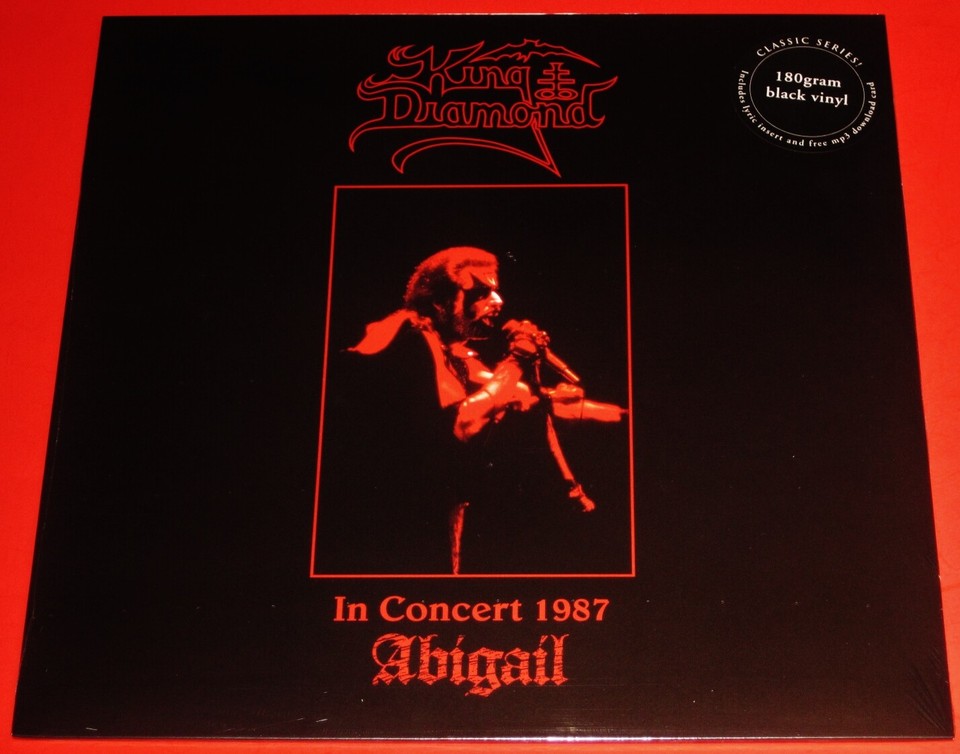 King
Diamond
CLASSIC SERIES!
180gram
black vinyl
Includes lyric insert and free mp3 download card
In Concert 1987
Abigail